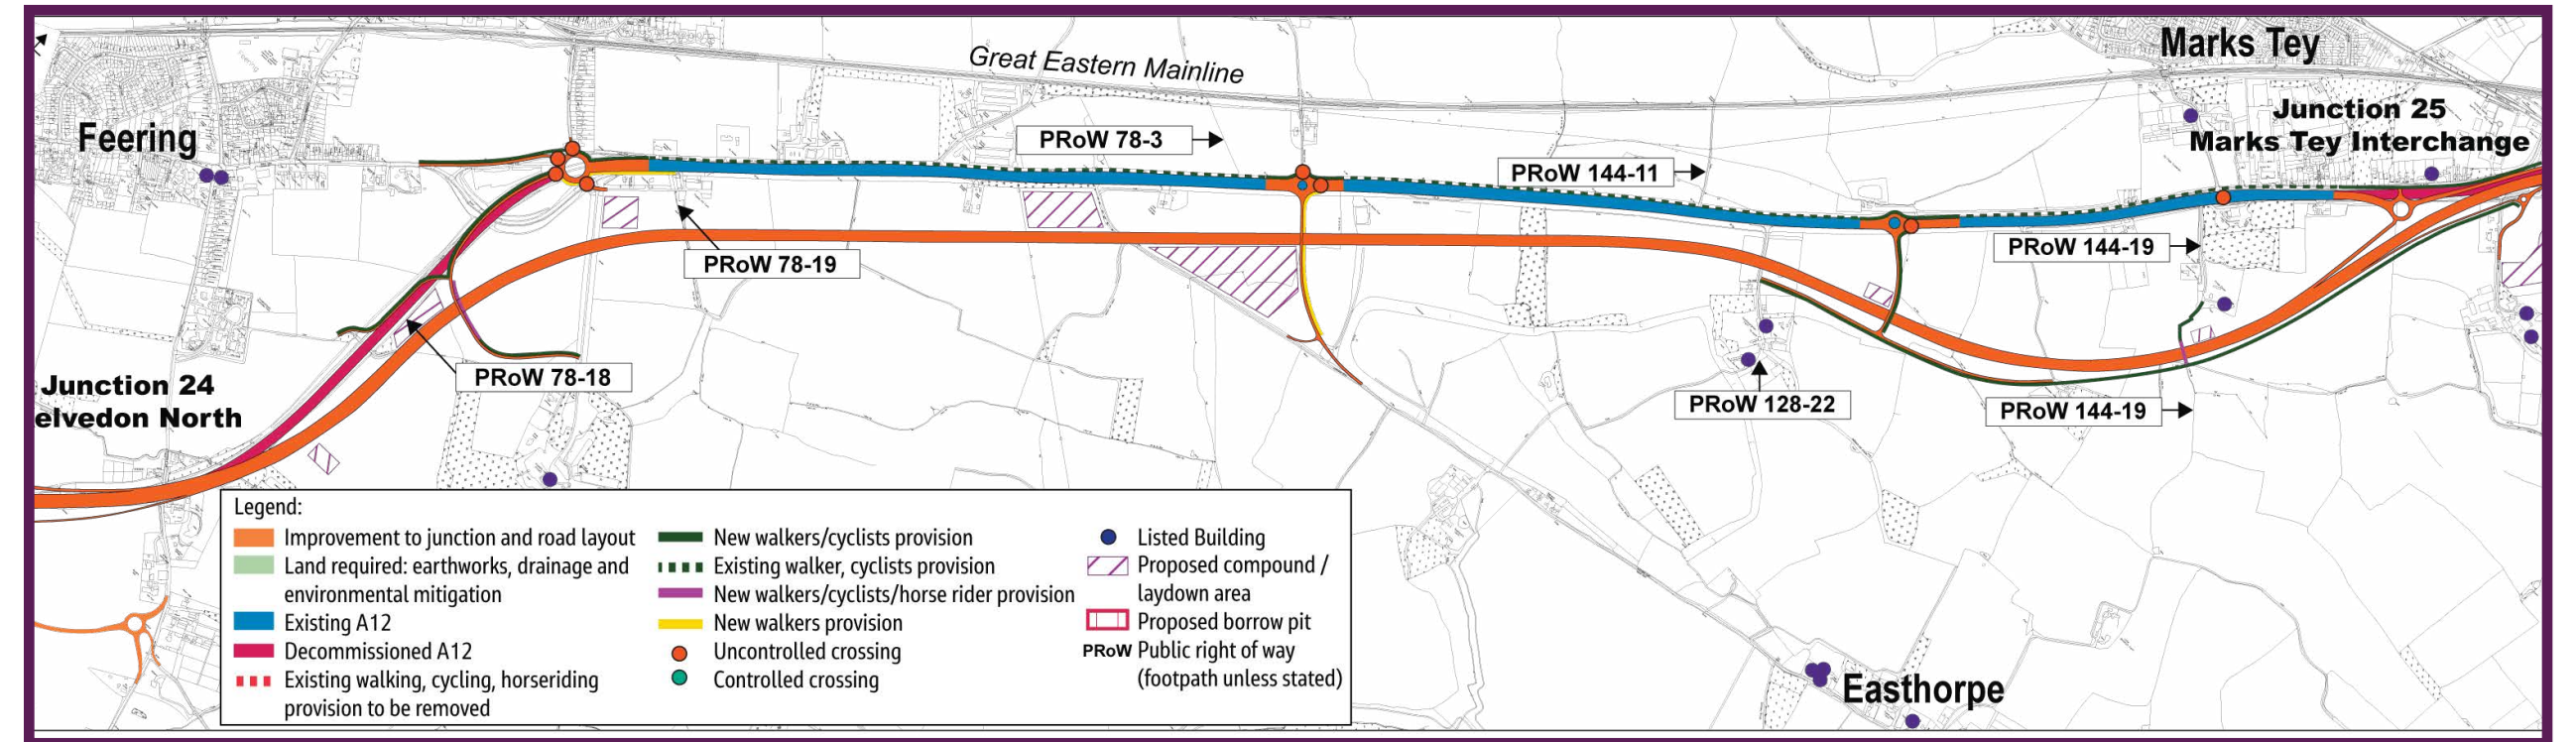 Marks Tey
Great Eastern Mainline
Junction 25
Marks Tey Interchange
Feering
PRoW 78-3
PRoW 144-11
PRoW 144-19
PRoW 78-19
PRoW 78-18
Junction 24
elvedon North
PRoW 128-22
PRoW 144-19
Legend:
Improvement to junction and road layout
Land required: earthworks, drainage and
environmental mitigation
Existing A12
Decommissioned A12
Existing walking, cycling, horseriding
provision to be removed
New walkers/cyclists provision
Existing walker, cyclists provision
New walkers/cyclists/horse rider provision
New walkers provision
Uncontrolled crossing
Controlled crossing
Listed Building
Proposed compound /
laydown area
Proposed borrow pit
PRoW Public right of way
(footpath unless stated)
Easthorpe